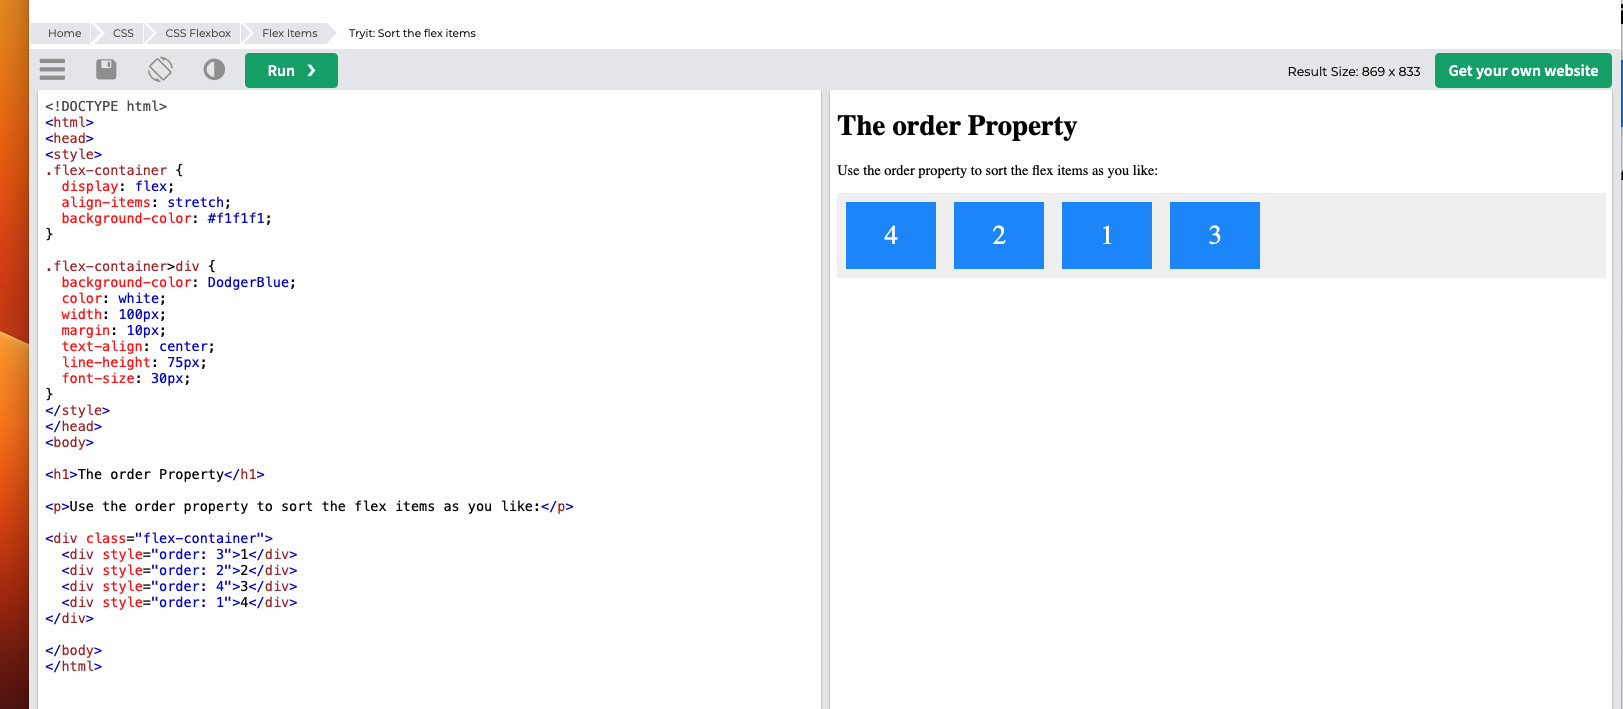 Home CSS CSS Flexbox Flex Items Tryit: Sort the flex items
Run ❯ Result Size: 869 x 833 Get your own website
<!DOCTYPE html>
<html>
<head>
<style>
.flex-container {
  display: flex;
  align-items: stretch;
  background-color: #f1f1f1;
}

.flex-container>div {
  background-color: DodgerBlue;
  color: white;
  width: 100px;
  margin: 10px;
  text-align: center;
  line-height: 75px;
  font-size: 30px;
}
</style>
</head>
<body>

<h1>The order Property</h1>

<p>Use the order property to sort the flex items as you like:</p>

<div class="flex-container">
  <div style="order: 3">1</div>
  <div style="order: 2">2</div>
  <div style="order: 4">3</div>
  <div style="order: 1">4</div>
</div>

</body>
</html>
The order Property
Use the order property to sort the flex items as you like:
4 2 1 3